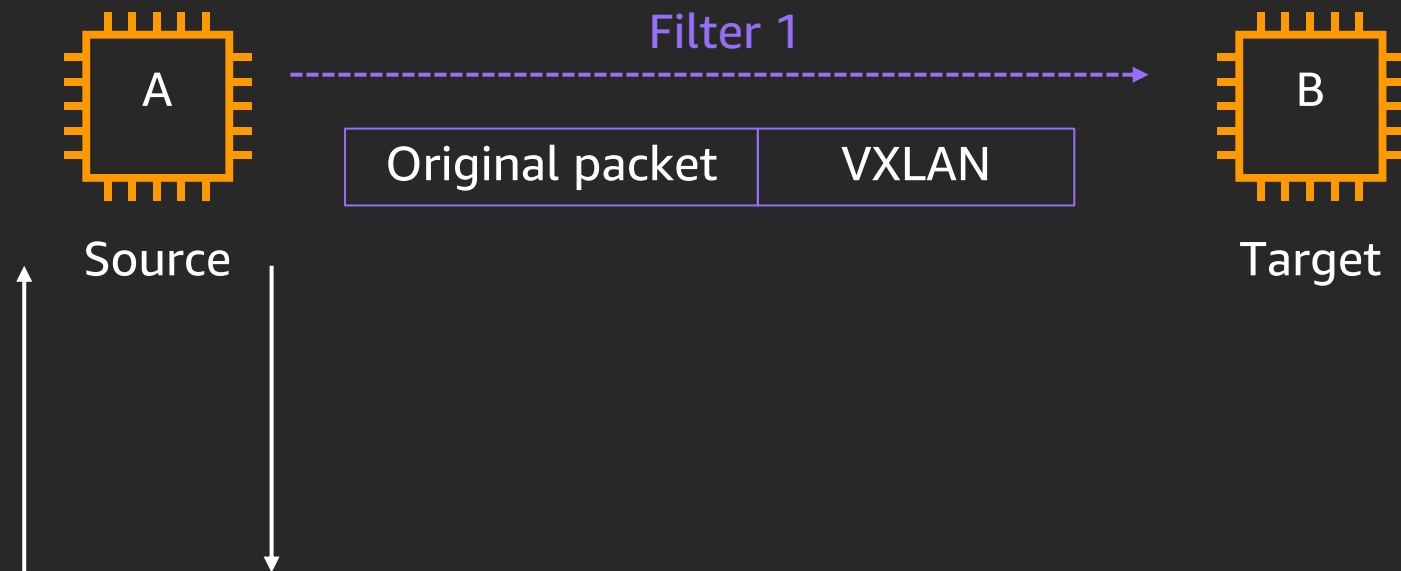 Filter 1
A
B
Original packet
VXLAN
Source
Target